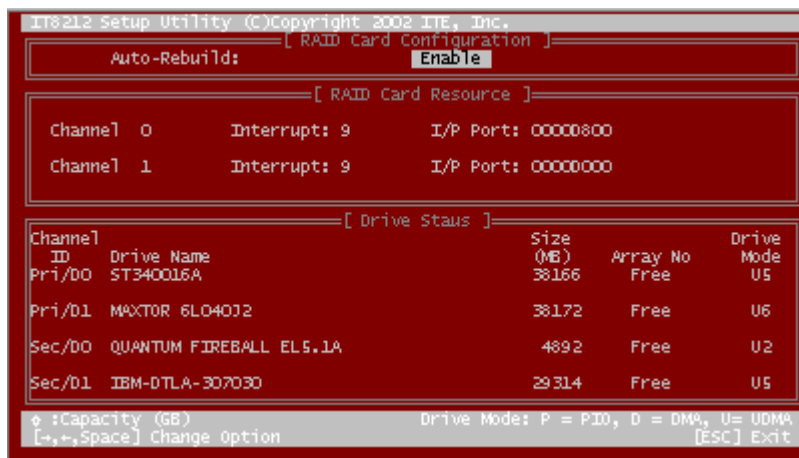 IT8212 Setup Utility (C)Copyright 2002 ITE, Inc.
[ RAID Card Configuration ]
Auto-Rebuild: Enable
[ RAID Card Resource ]
Channel 0 Interrupt: 9 I/P Port: 0000D800
Channel 1 Interrupt: 9 I/P Port: 0000D000
[ Drive Staus ]
Channel Size Drive
ID Drive Name (MB) Array No Mode
Pri/D0 ST340016A 38166 Free U5
Pri/D1 MAXTOR 6L040J2 38172 Free U6
Sec/D0 QUANTUM FIREBALL EL5.1A 4892 Free U2
Sec/D1 IBM-DTLA-307030 29314 Free U5
:Capacity (GB) Drive Mode: P = PIO, D = DMA, U= UDMA
[→,←,Space] Change Option [ESC] Exit